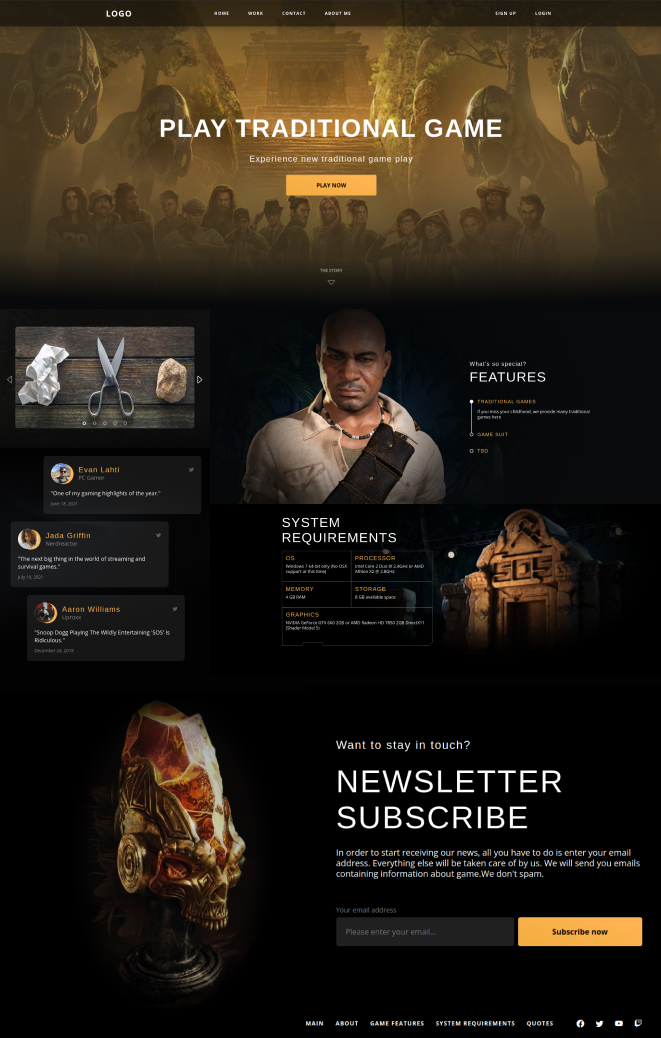 LOGO
HOME
WORK
CONTACT
ABOUT ME
SIGN UP
LOGIN
PLAY TRADITIONAL GAME
Experience new traditional game play
PLAY NOW
THE STORY
What's so special?
FEATURES
TRADITIONAL GAMES
If you miss your childhood, we provide many traditional
games here
GAME SUIT
TBD
Evan Lahti
PC Gamer
"One of my gaming highlights of the year."
June 18, 2021
Jada Griffin
Nerdreactor
"The next big thing in the world of streaming and
survival games."
July 16, 2021
Aaron Williams
Uproxx
"Snoop Dogg Playing The Wildly Entertaining 'SOS' Is
Ridiculous."
December 24, 2018
SYSTEM
REQUIREMENTS
OS
Windows 7 64-bit only (No OSX
support at this time)
PROCESSOR
Intel Core 2 Duo @ 2.4GHz or AMD
Athlon X2 @ 2.8GHz
MEMORY
4 GB RAM
STORAGE
8 GB available space
GRAPHICS
NVIDIA GeForce GTX 660 2GB or AMD Radeon HD 7850 2GB DirectX11
(Shader Model 5)
SOS
Want to stay in touch?
NEWSLETTER
SUBSCRIBE
In order to start receiving our news, all you have to do is enter your email
address. Everything else will be taken care of by us. We will send you emails
containing information about game.We don't spam.
Your email address
Please enter your email...
Subscribe now
MAIN
ABOUT
GAME FEATURES
SYSTEM REQUIREMENTS
QUOTES